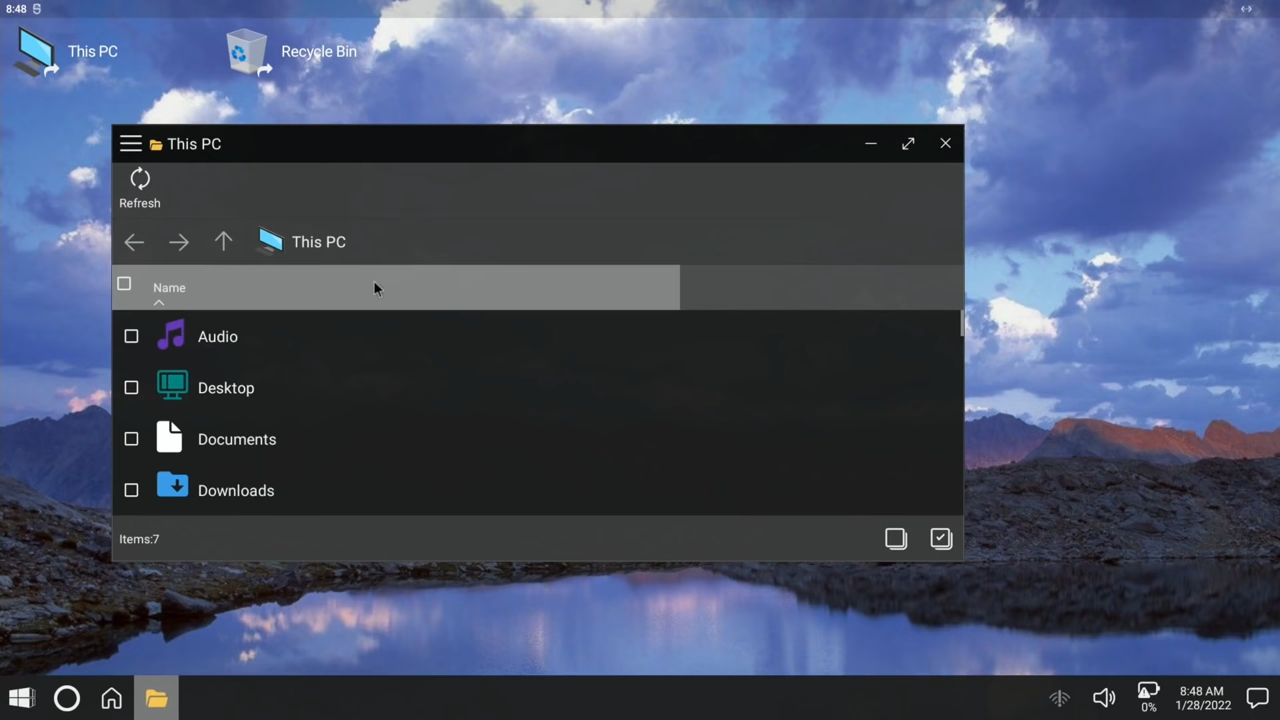 8:48
This PC
Recycle Bin
This PC
Refresh
This PC
Name
Audio
Desktop
Documents
Downloads
Items:7
0%
8:48 AM
1/28/2022